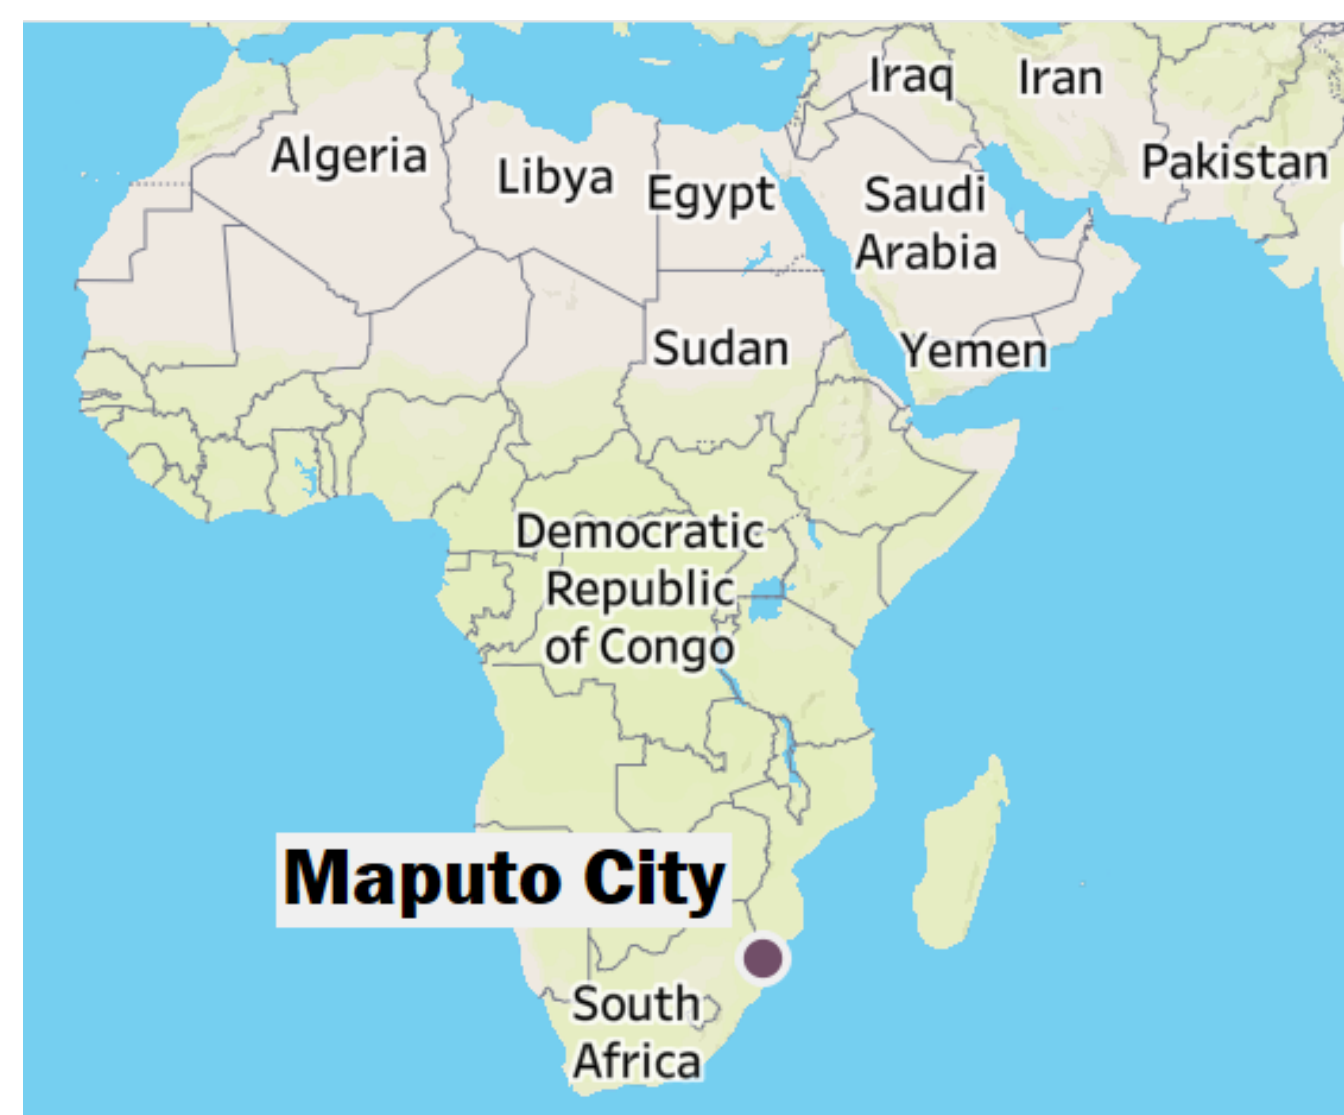 Iraq
Iran
Algeria
Libya
Egypt
Pakistan
Saudi
Arabia
Sudan
Yemen
Democratic
Republic
of Congo
Maputo City
South
Africa